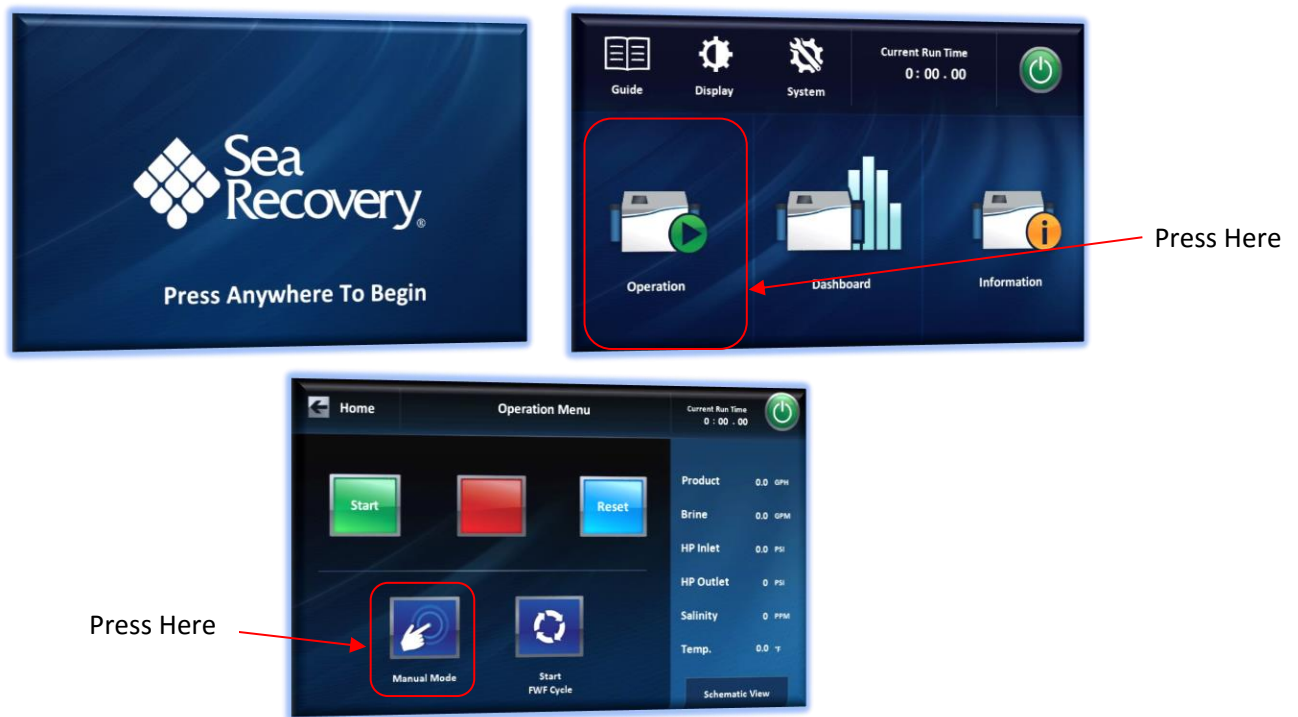 Sea
Recovery®
Press Anywhere To Begin
Guide
Display
System
Current Run Time
0 : 00 . 00
Operation
Dashboard
Information
Press Here
Home
Operation Menu
Current Run Time
0 : 00 . 00
Start
Reset
Product 0.0 GPH
Brine 0.0 GPM
HP Inlet 0.0 PSI
HP Outlet 0 PSI
Salinity 0 PPM
Temp. 0.0 °F
Press Here
Manual Mode
Start
FWF Cycle
Schematic View